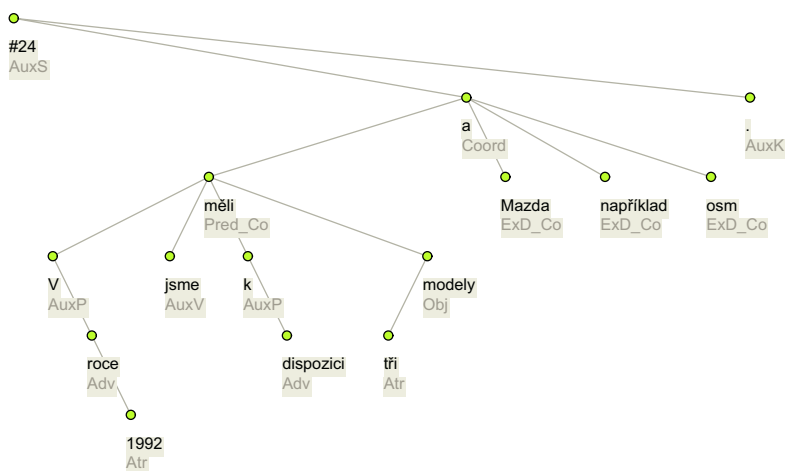 #24
AuxS
a
Coord
.
AuxK
měli
Pred_Co
Mazda
ExD_Co
například
ExD_Co
osm
ExD_Co
V
AuxP
jsme
AuxV
k
AuxP
modely
Obj
roce
Adv
dispozici
Adv
tři
Atr
1992
Atr